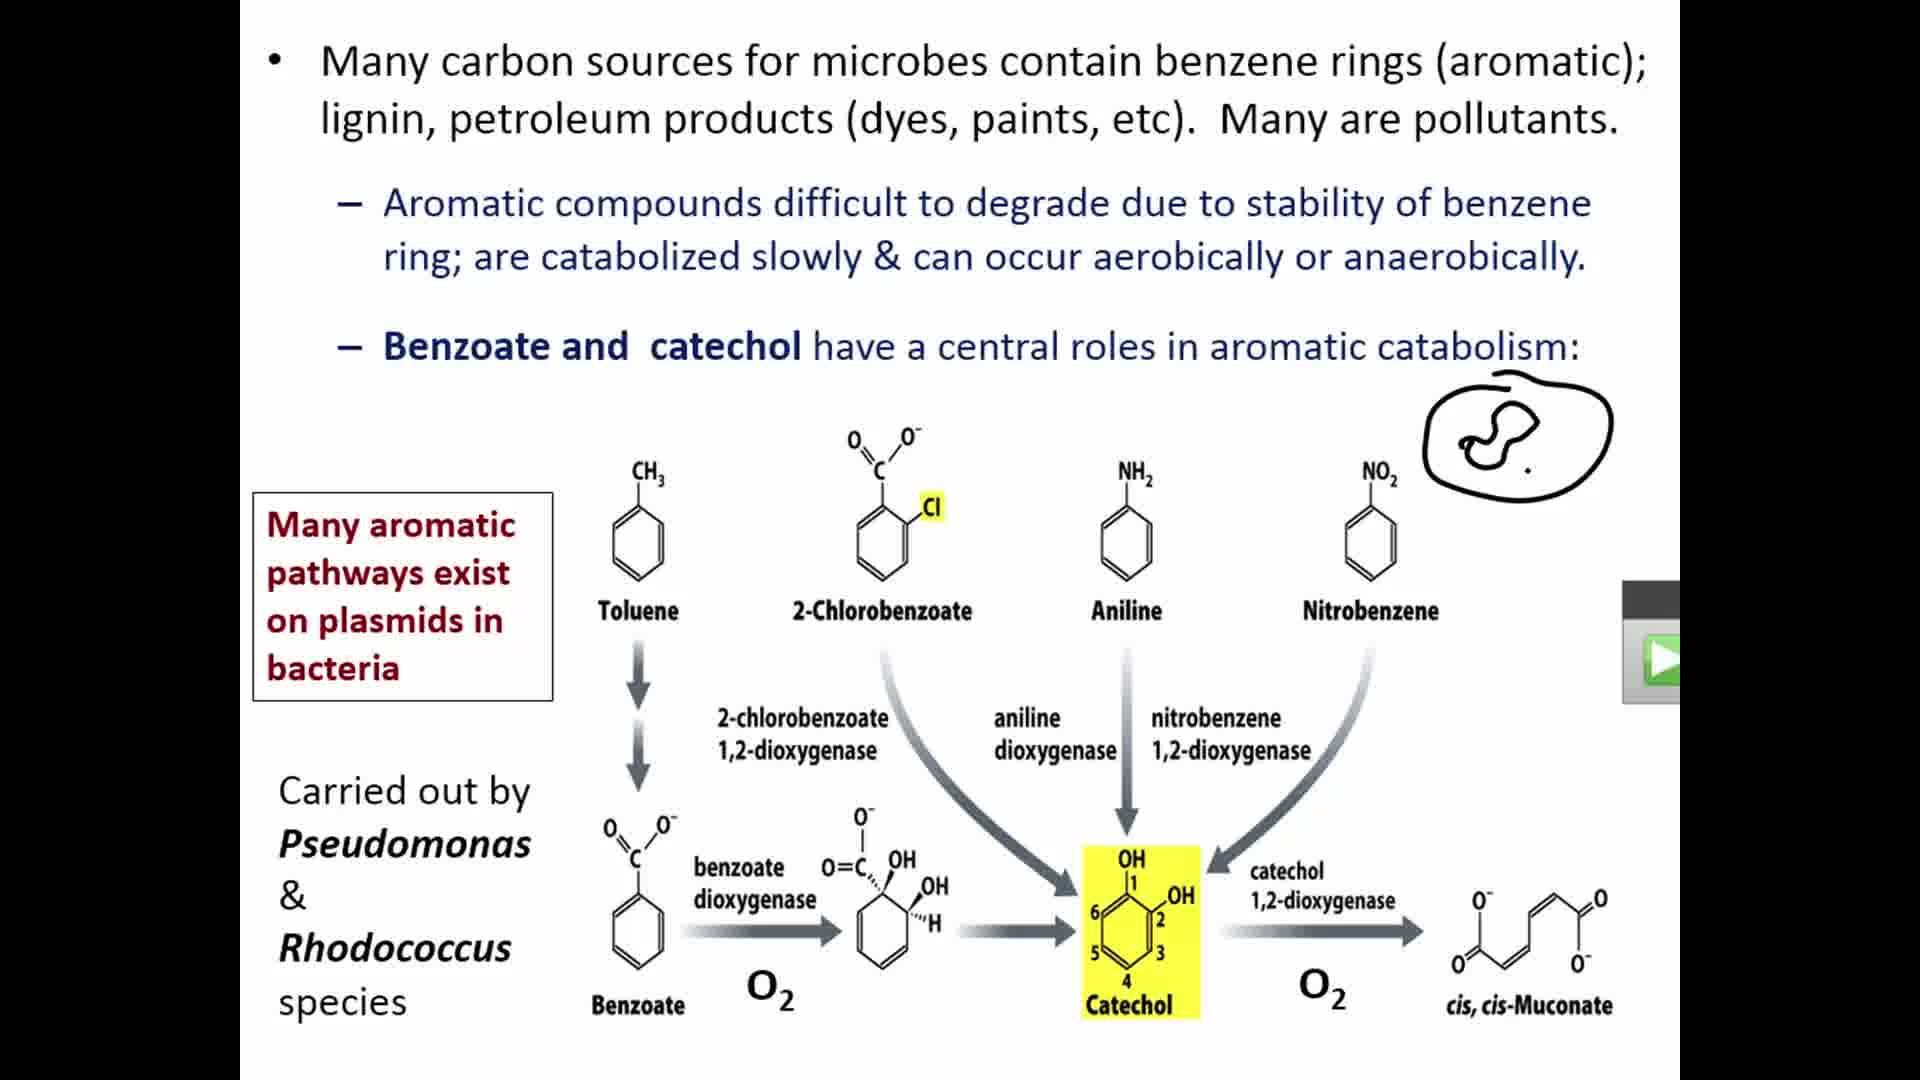 • Many carbon sources for microbes contain benzene rings (aromatic);
lignin, petroleum products (dyes, paints, etc).  Many are pollutants.
– Aromatic compounds difficult to degrade due to stability of benzene
ring; are catabolized slowly & can occur aerobically or anaerobically.
– Benzoate and  catechol have a central roles in aromatic catabolism:
Many aromatic
pathways exist
on plasmids in
bacteria
Carried out by
Pseudomonas
&
Rhodococcus
species
CH₃
Toluene
O O⁻
C
Cl
2-Chlorobenzoate
NH₂
Aniline
NO₂
Nitrobenzene
2-chlorobenzoate
1,2-dioxygenase
aniline
dioxygenase
nitrobenzene
1,2-dioxygenase
O O⁻
C
Benzoate
benzoate
dioxygenase
O₂
O⁻
O=C OH
OH
H
OH
1
OH
6
2
5 3
4
Catechol
catechol
1,2-dioxygenase
O₂
O⁻ O
O O⁻
cis, cis-Muconate